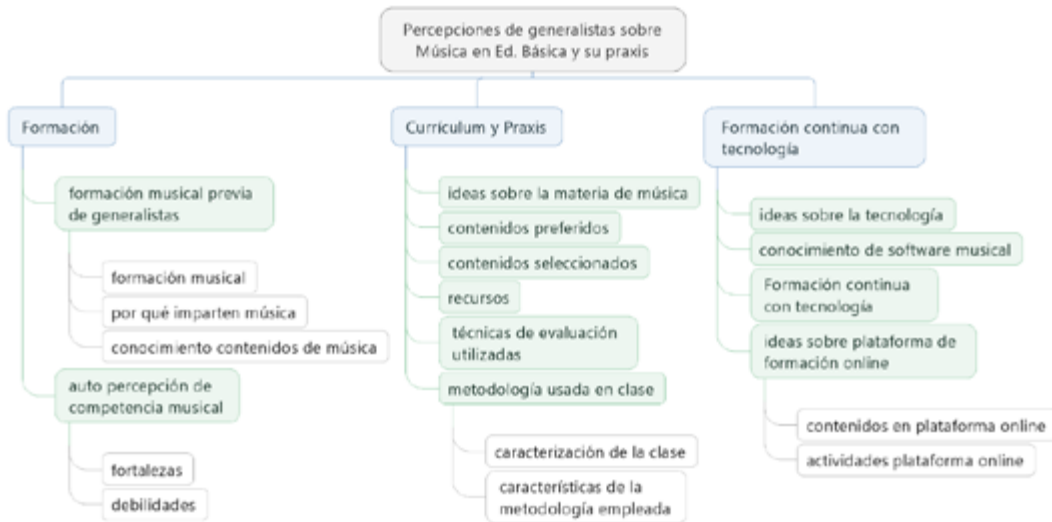 Percepciones de generalistas sobre
Música en Ed. Básica y su praxis
Formación
formación musical previa
de generalistas
formación musical
por qué imparten música
conocimiento contenidos de música
auto percepción de
competencia musical
fortalezas
debilidades
Currículum y Praxis
ideas sobre la materia de música
contenidos preferidos
contenidos seleccionados
recursos
técnicas de evaluación
utilizadas
metodología usada en clase
caracterización de la clase
características de la
metodología empleada
Formación continua con
tecnología
ideas sobre la tecnología
conocimiento de software musical
Formación continua
con tecnología
ideas sobre plataforma de
formación online
contenidos en plataforma online
actividades plataforma online